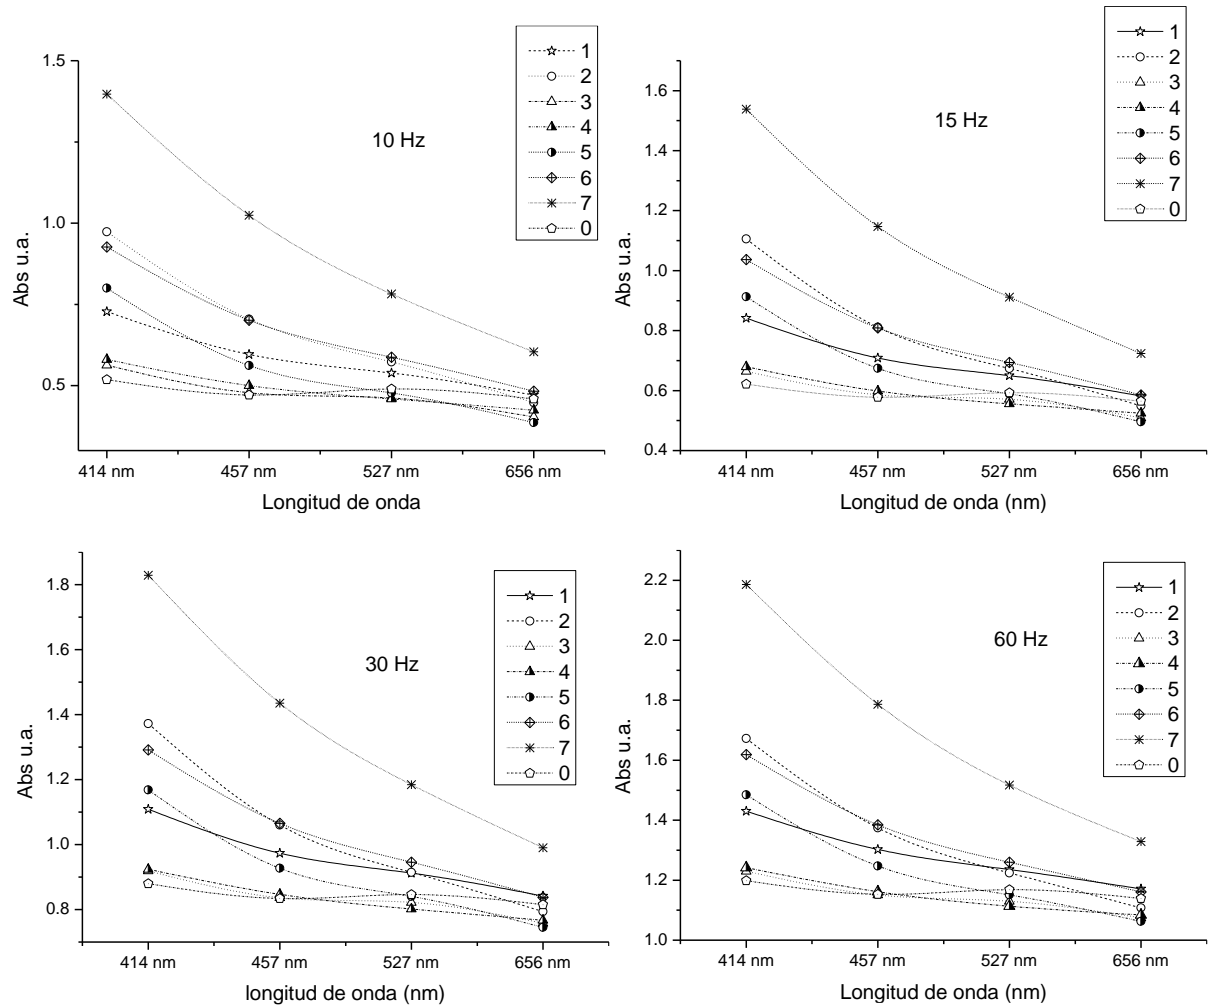 1.5
1.0
0.5
Abs u.a.
10 Hz
1
2
3
4
5
6
7
0
414 nm
457 nm
527 nm
656 nm
Longitud de onda
1.6
1.4
1.2
1.0
0.8
0.6
0.4
Abs u.a.
15 Hz
1
2
3
4
5
6
7
0
414 nm
457 nm
527 nm
656 nm
Longitud de onda (nm)
1.8
1.6
1.4
1.2
1.0
0.8
Abs u.a.
30 Hz
1
2
3
4
5
6
7
0
414 nm
457 nm
527 nm
656 nm
longitud de onda (nm)
2.2
2.0
1.8
1.6
1.4
1.2
1.0
Abs u.a.
60 Hz
1
2
3
4
5
6
7
0
414 nm
457 nm
527 nm
656 nm
Longitud de onda (nm)